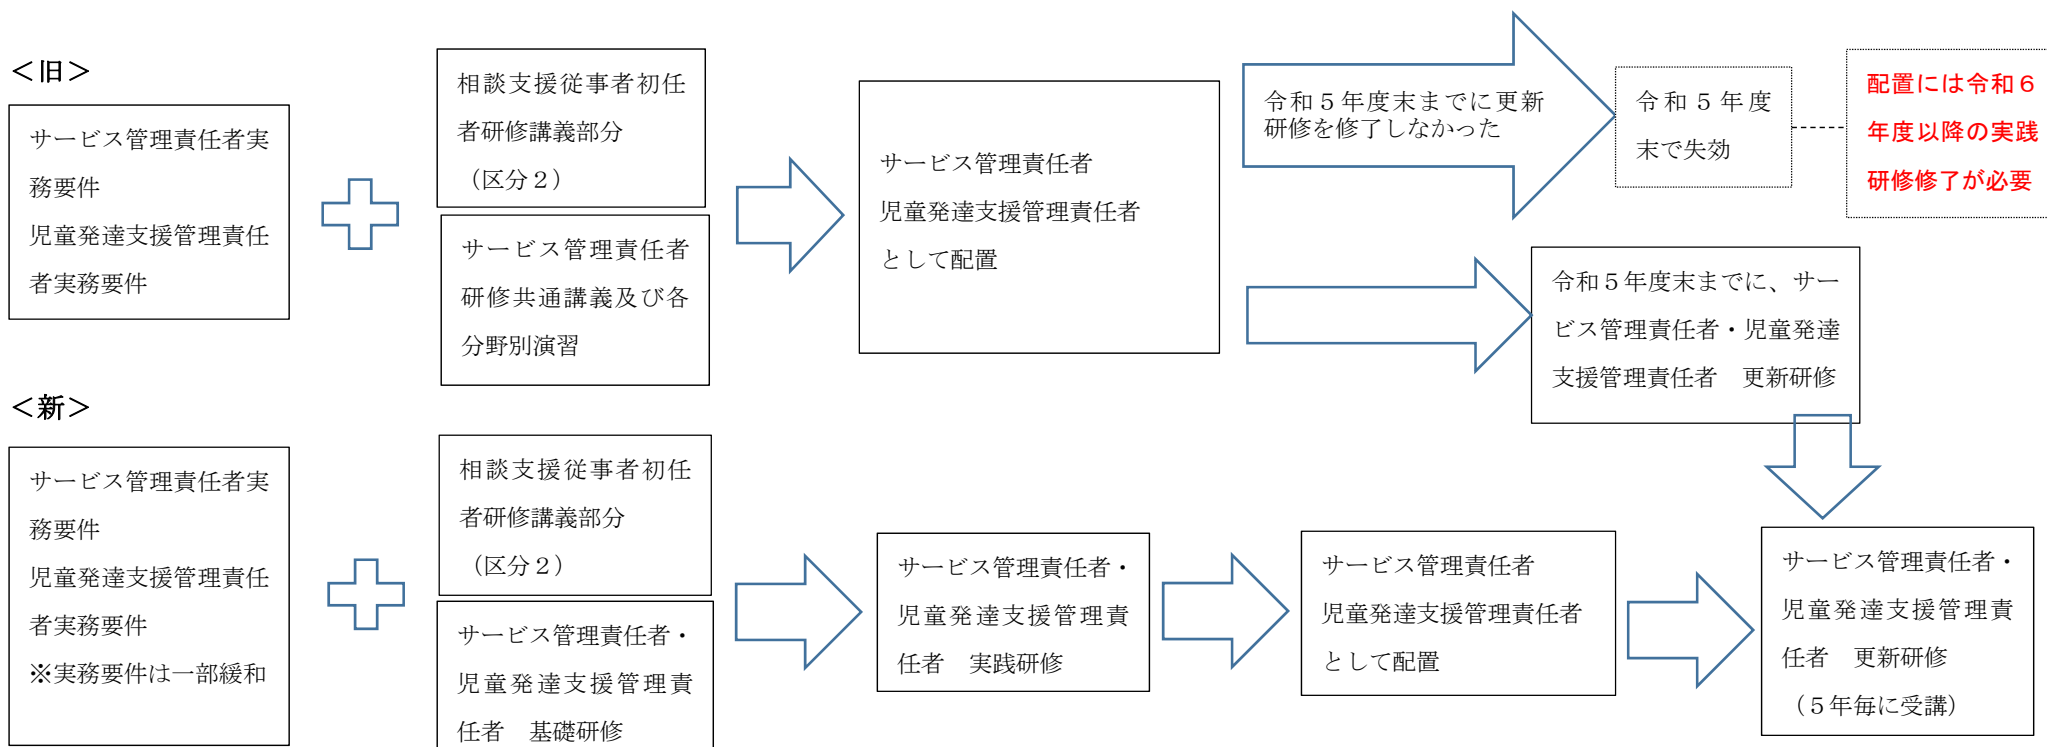 ＜旧＞
サービス管理責任者実
務要件
児童発達支援管理責任
者実務要件
相談支援従事者初任
者研修講義部分
（区分２）
サービス管理責任者
研修共通講義及び各
分野別演習
サービス管理責任者
児童発達支援管理責任者
として配置
令和５年度末までに更新
研修を修了しなかった
令和５年度
末で失効
配置には令和６
年度以降の実践
研修修了が必要
令和５年度末までに、サー
ビス管理責任者・児童発達
支援管理責任者　更新研修
＜新＞
サービス管理責任者実
務要件
児童発達支援管理責任
者実務要件
※実務要件は一部緩和
相談支援従事者初任
者研修講義部分
（区分２）
サービス管理責任者・
児童発達支援管理責
任者　基礎研修
サービス管理責任者・
児童発達支援管理責
任者　実践研修
サービス管理責任者
児童発達支援管理責任者
として配置
サービス管理責任者・
児童発達支援管理責
任者　更新研修
（５年毎に受講）